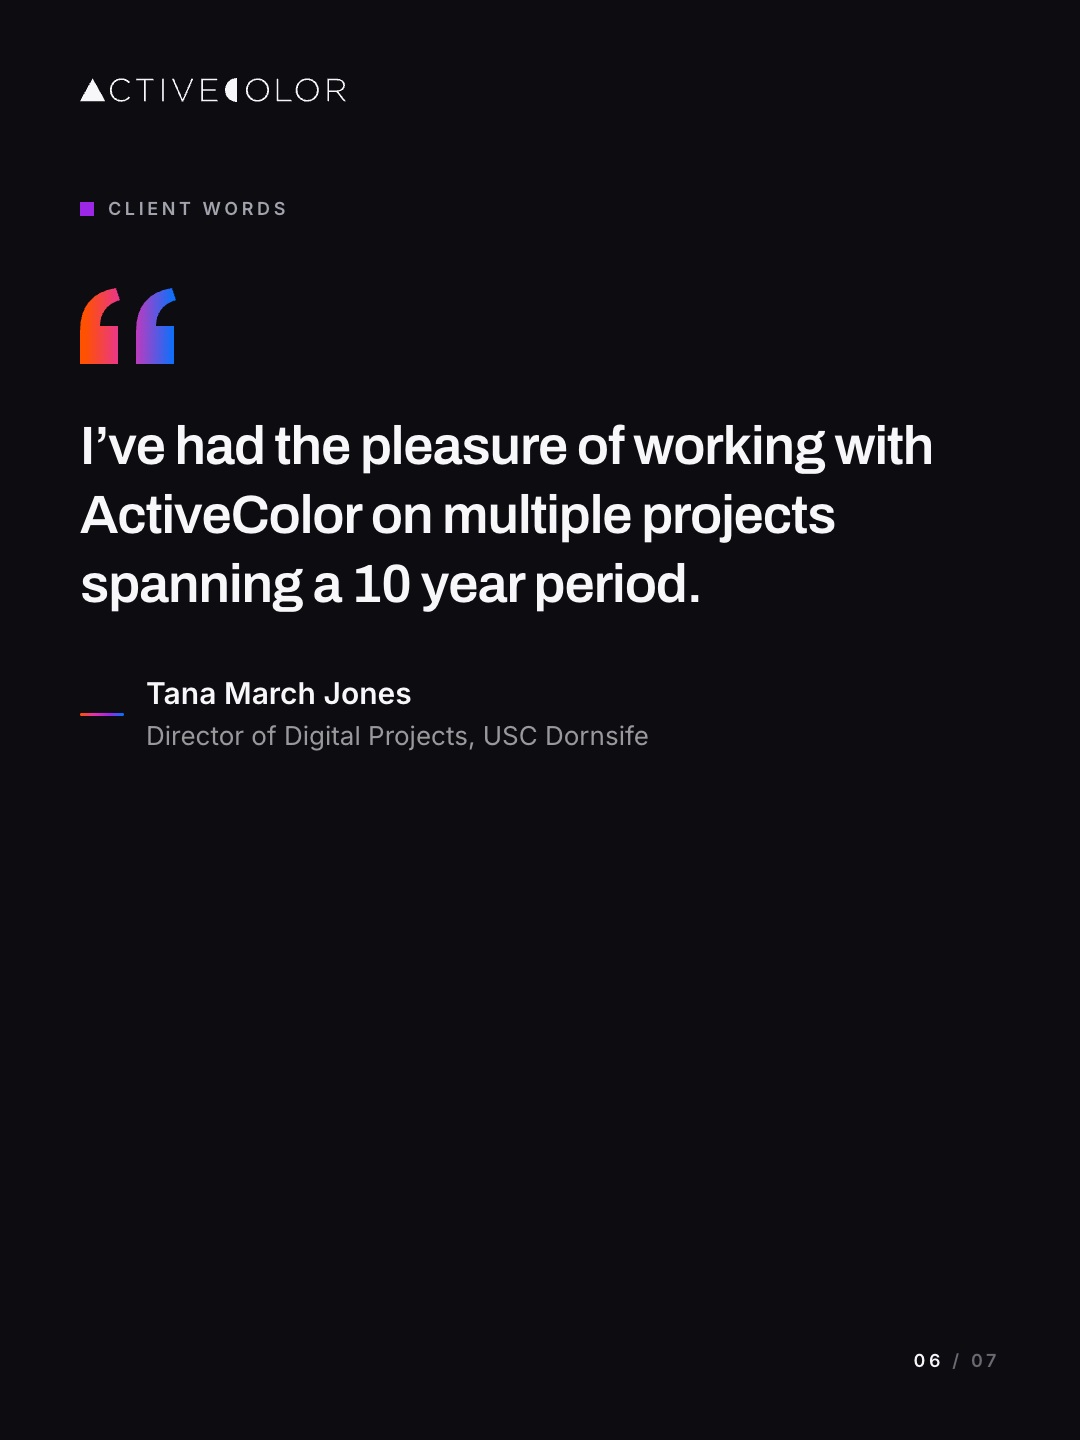 ACTIVECOLOR
CLIENT WORDS
I’ve had the pleasure of working with
ActiveColor on multiple projects
spanning a 10 year period.
Tana March Jones
Director of Digital Projects, USC Dornsife
06 / 07